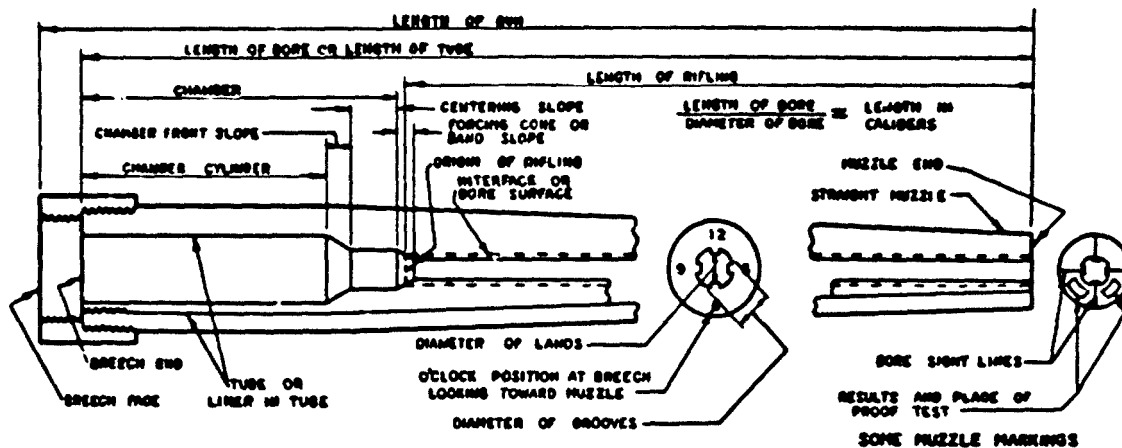 LENGTH OF GUN
LENGTH OF BORE OR LENGTH OF TUBE
LENGTH OF RIFLING
CHAMBER
CENTERING SLOPE
LENGTH OF BORE
DIAMETER OF BORE
= LENGTH IN
CALIBERS
FORCING CONE OR
BAND SLOPE
CHAMBER FRONT SLOPE
ORIGIN OF RIFLING
MUZZLE END
CHAMBER CYLINDER
INTERFACE OR
BORE SURFACE
STRAIGHT MUZZLE
12
9
DIAMETER OF LANDS
BREECH END
BORE SIGHT LINES
TUBE OR
LINER IN TUBE
O'CLOCK POSITION AT BREECH
LOOKING TOWARD MUZZLE
BREECH FACE
RESULTS AND PLACE OF
PROOF TEST
DIAMETER OF GROOVES
SOME MUZZLE MARKINGS